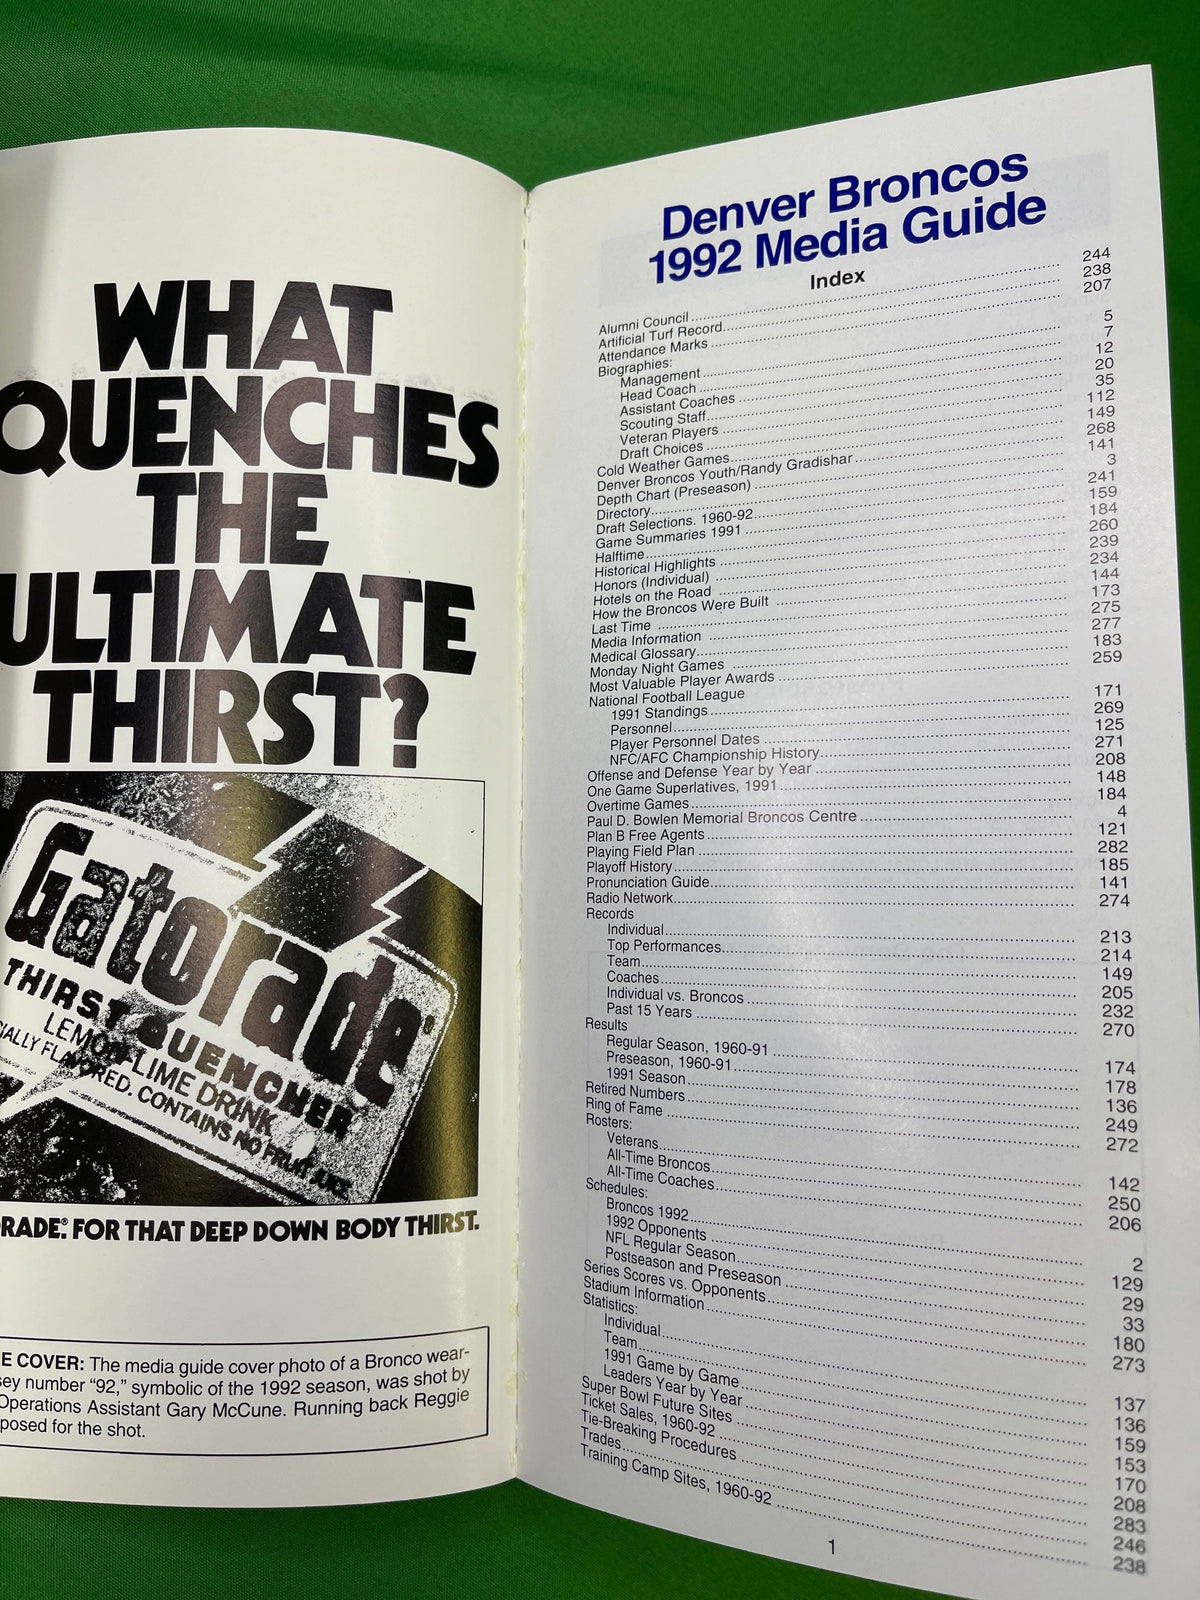 WHAT
QUENCHES
THE
ULTIMATE
THIRST?
Gatorade
THIRST QUENCHER
LEMON-LIME DRINK
FLAVORED. CONTAINS NO FRUIT JUICE
FOR THAT DEEP DOWN BODY THIRST.
COVER: The media guide cover photo of a Bronco wear-
number “92,” symbolic of the 1992 season, was shot by
Operations Assistant Gary McCune. Running back Reggie
posed for the shot.
Denver Broncos
1992 Media Guide
Index
Alumni Council 244
Artificial Turf Record 238
Attendance Marks 207
Biographies:
Management 5
Head Coach 7
Assistant Coaches 12
Scouting Staff 20
Veteran Players 35
Draft Choices 112
Cold Weather Games 149
Denver Broncos Youth/Randy Gradishar 268
Depth Chart (Preseason) 141
Directory 3
Draft Selections. 1960-92 241
Game Summaries 1991 159
Halftime 184
Historical Highlights 260
Honors (Individual) 239
Hotels on the Road 234
How the Broncos Were Built 144
Last Time 173
Media Information 275
Medical Glossary 277
Monday Night Games 183
Most Valuable Player Awards 259
National Football League
1991 Standings 171
Personnel 269
Player Personnel Dates 125
NFC/AFC Championship History 271
Offense and Defense Year by Year 208
One Game Superlatives, 1991 148
Overtime Games 184
Paul D. Bowlen Memorial Broncos Centre 4
Plan B Free Agents 121
Playing Field Plan 282
Playoff History 185
Pronunciation Guide 141
Radio Network 274
Records
Individual 213
Top Performances 214
Team 149
Coaches 205
Individual vs. Broncos 232
Past 15 Years 270
Results
Regular Season, 1960-91 174
Preseason, 1960-91 178
1991 Season 136
Retired Numbers 249
Ring of Fame 272
Rosters:
Veterans 142
All-Time Broncos 250
All-Time Coaches 206
Schedules:
Broncos 1992 2
1992 Opponents 129
NFL Regular Season 29
Postseason and Preseason 33
Series Scores vs. Opponents 180
Stadium Information 273
Statistics:
Individual 137
Team 136
1991 Game by Game 159
Leaders Year by Year 153
Super Bowl Future Sites 170
Ticket Sales, 1960-92 208
Tie-Breaking Procedures 283
Trades 246
Training Camp Sites, 1960-92 238
1